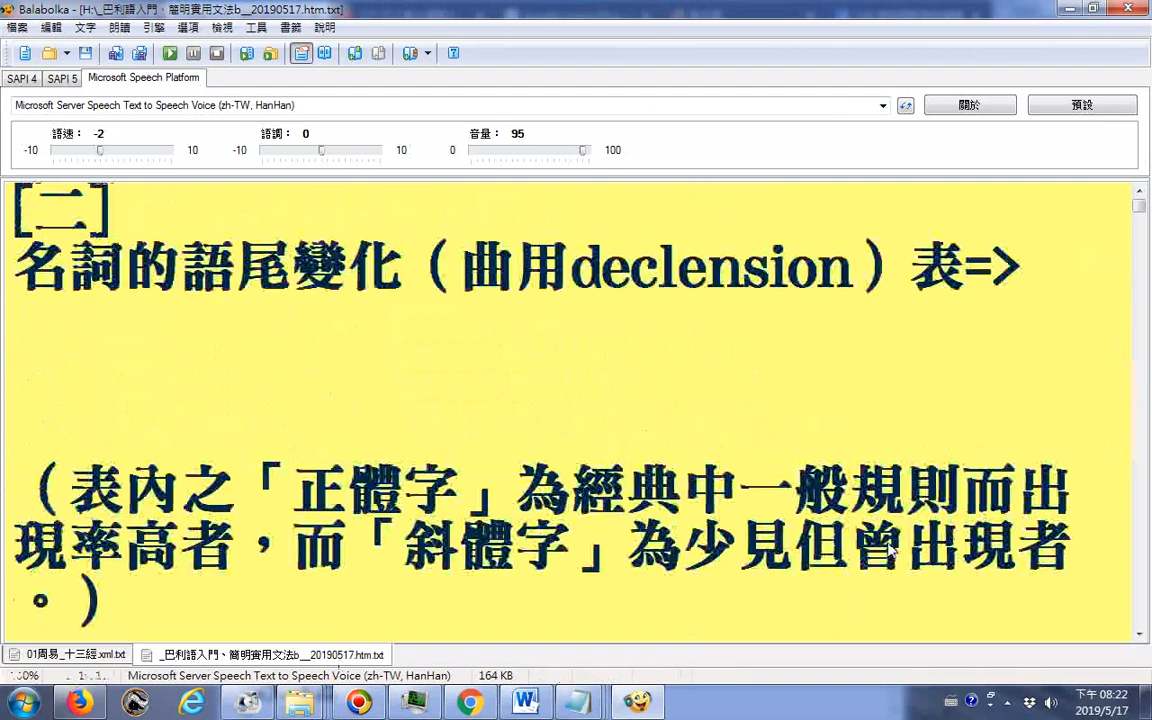 Balabolka - [H:\_巴利語入門、簡明實用文法b__20190517.htm.txt]
檔案 編輯 文字 朗讀 引擎 選項 檢視 工具 書籤 說明
SAPI 4 SAPI 5 Microsoft Speech Platform
Microsoft Server Speech Text to Speech Voice (zh-TW, HanHan)
關於 預設
語速： -2 語調： 0 音量： 95
-10 10 -10 10 0 100
[二]
名詞的語尾變化（曲用declension）表=>
（表內之「正體字」為經典中一般規則而出
現率高者，而「斜體字」為少見但曾出現者
。）
01周易_十三經.xml.txt _巴利語入門、簡明實用文法b__20190517.htm.txt
Microsoft Server Speech Text to Speech Voice (zh-TW, HanHan) 164 KB
下午 08:22
2019/5/17